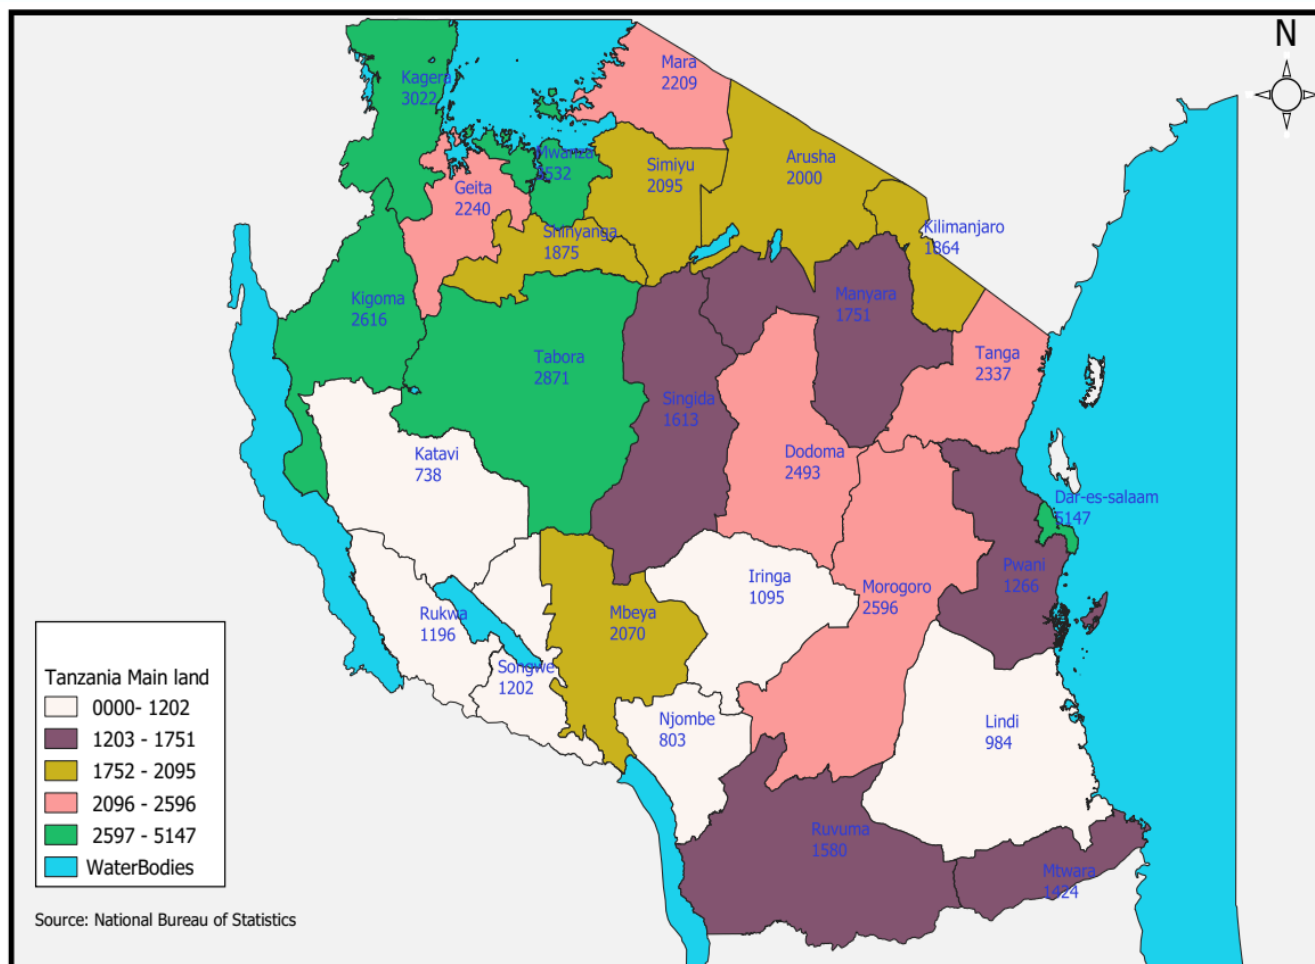 N
Mara
2209
Kagera
3022
Mwanza
Simiyu
2095
Arusha
2000
Geita
2240
Shinyanga
1875
Kilimanjaro
1864
Kigoma
2616
Manyara
1751
Tabora
2871
Tanga
2337
Singida
1613
Katavi
738
Dodoma
2493
Dar-es-salaam
5147
Pwani
1266
Iringa
1095
Morogoro
2596
Rukwa
1196
Mbeya
2070
Songwe
1202
Njombe
803
Lindi
984
Ruvuma
1580
Mtwara
1424
Tanzania Main land
0000- 1202
1203 - 1751
1752 - 2095
2096 - 2596
2597 - 5147
WaterBodies
Source: National Bureau of Statistics